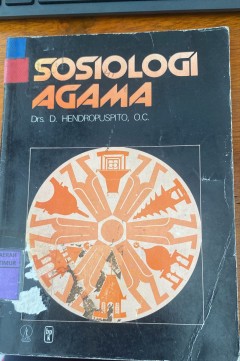 SOSIOLOGI
AGAMA
Drs. D. HENDROPUSPITO, O.C.